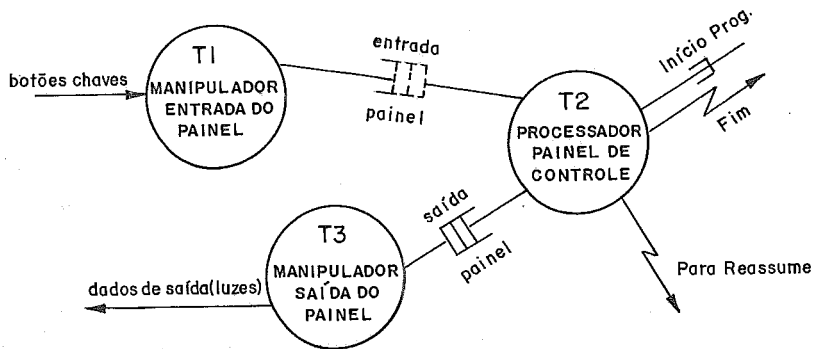 botões chaves
T1
MANIPULADOR
ENTRADA DO
PAINEL
entrada
painel
T2
PROCESSADOR
PAINEL DE
CONTROLE
Início Prog.
Fim
saída
painel
T3
MANIPULADOR
SAÍDA DO
PAINEL
dados de saída(luzes)
Para Reassume